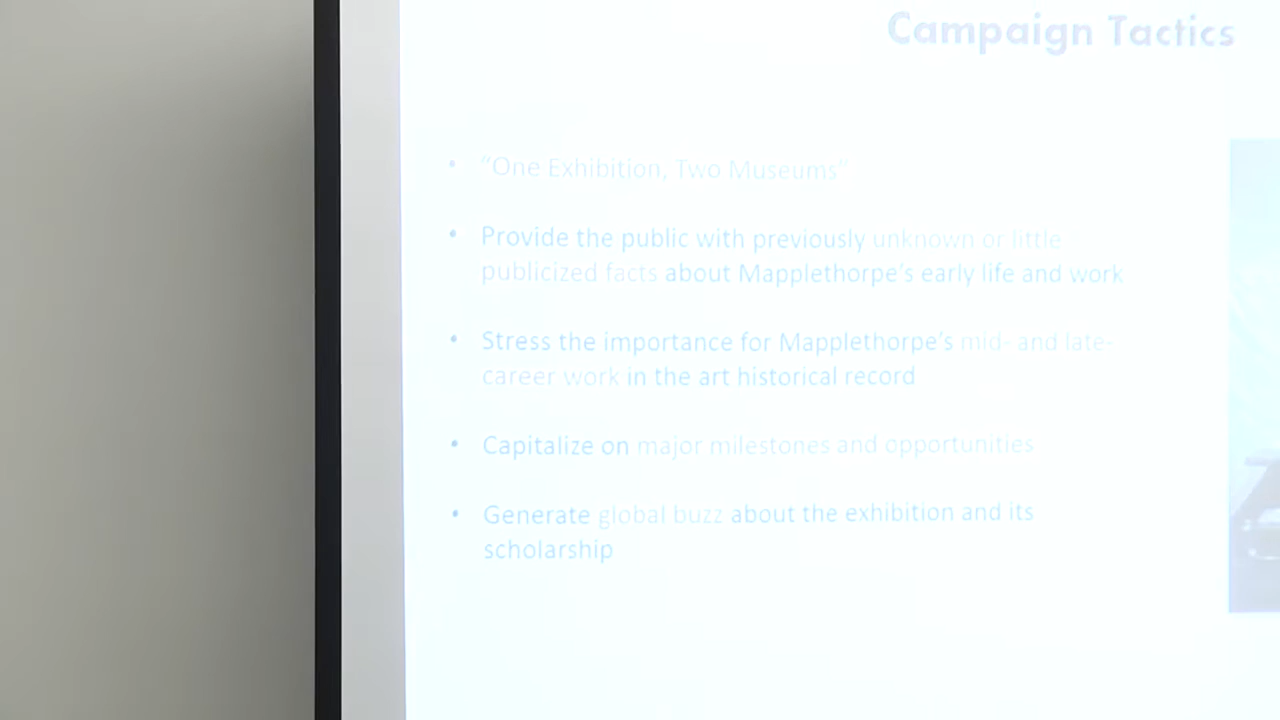 Campaign Tactics
• "One Exhibition, Two Museums"
• Provide the public with previously unknown or little
publicized facts about Mapplethorpe's early life and work
• Stress the importance for Mapplethorpe's mid- and late-
career work in the art historical record
• Capitalize on major milestones and opportunities
• Generate global buzz about the exhibition and its
scholarship